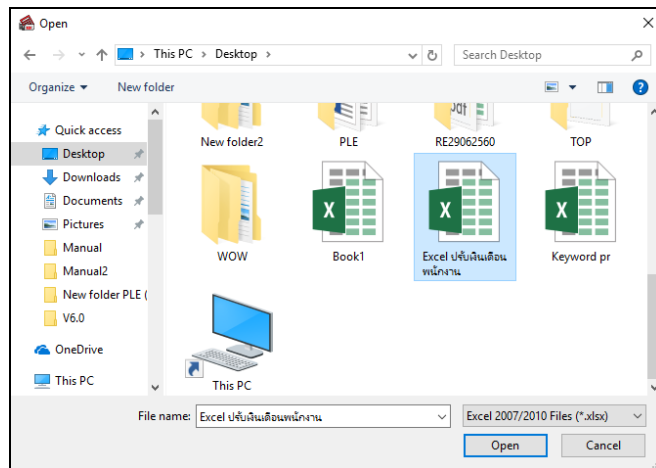 Open
This PC > Desktop >
Search Desktop
Organize
New folder
Quick access
Desktop
Downloads
Documents
Pictures
Manual
Manual2
New folder PLE (
V6.0
OneDrive
This PC
New folder2
PLE
RE29062560
TOP
WOW
Book1
Excel ปรับเงินเดือน
พนักงาน
Keyword pr
This PC
File name:
Excel ปรับเงินเดือนพนักงาน
Excel 2007/2010 Files (*.xlsx)
Open
Cancel